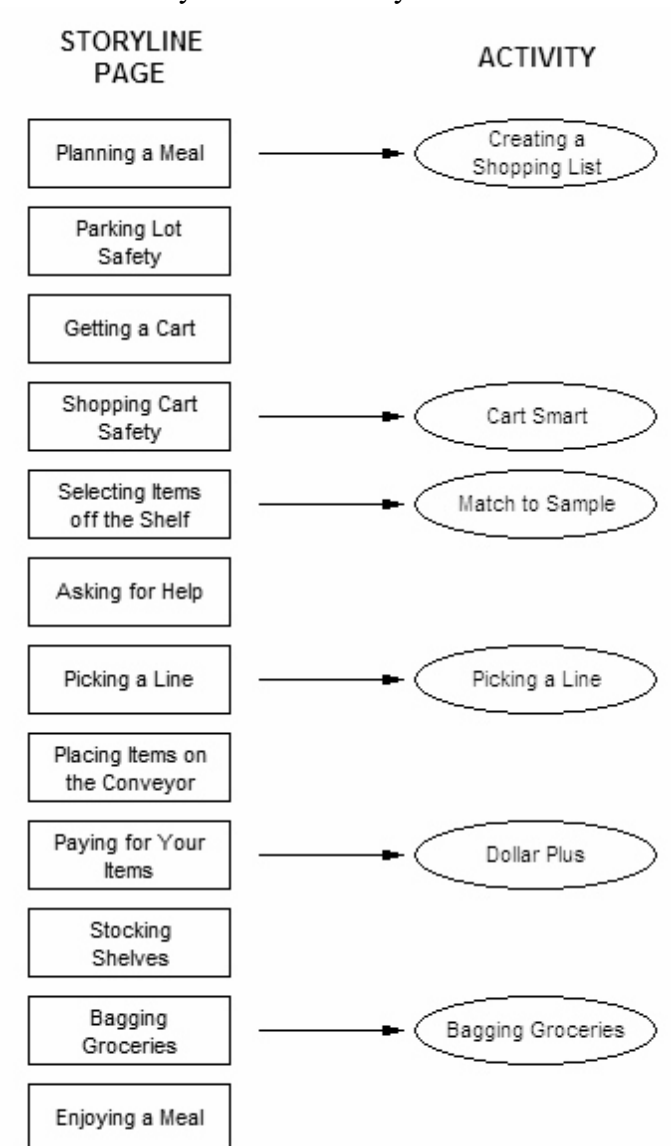 STORYLINE
PAGE
ACTIVITY
Planning a Meal
Creating a
Shopping List
Parking Lot
Safety
Getting a Cart
Shopping Cart
Safety
Cart Smart
Selecting Items
off the Shelf
Match to Sample
Asking for Help
Picking a Line
Picking a Line
Placing Items on
the Conveyor
Paying for Your
Items
Dollar Plus
Stocking
Shelves
Bagging
Groceries
Bagging Groceries
Enjoying a Meal